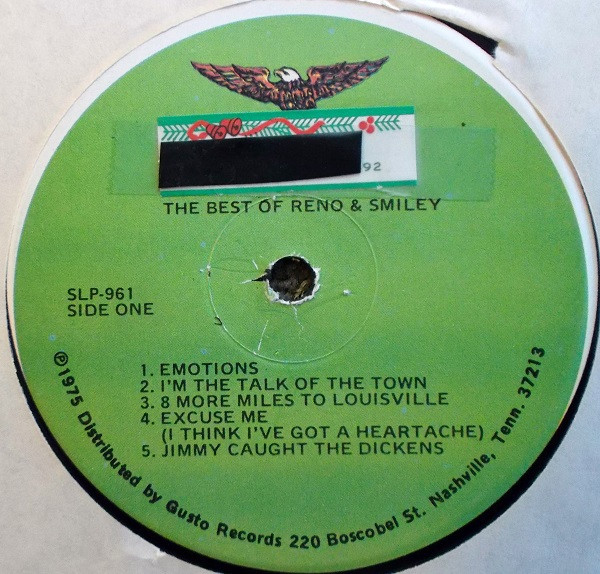 92
THE BEST OF RENO & SMILEY
SLP-961
SIDE ONE
1. EMOTIONS
2. I'M THE TALK OF THE TOWN
3. 8 MORE MILES TO LOUISVILLE
4. EXCUSE ME
(I THINK I'VE GOT A HEARTACHE)
5. JIMMY CAUGHT THE DICKENS
℗1975 Distributed by Gusto Records 220 Boscobel St. Nashville, Tenn. 37213